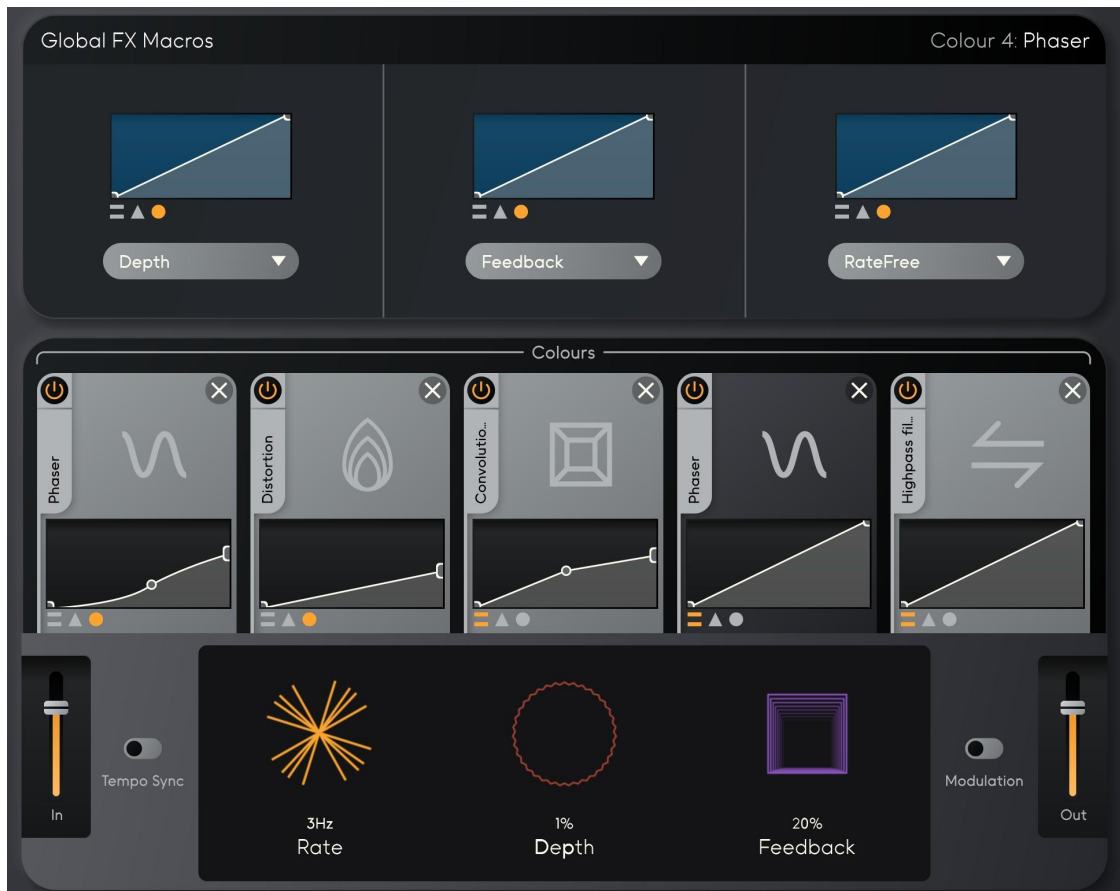 Global FX Macros
Colour 4: Phaser
Depth
Feedback
RateFree
Colours
Phaser
Distortion
Convolutio...
Phaser
Highpass fil...
In
Tempo Sync
3Hz
Rate
1%
Depth
20%
Feedback
Modulation
Out